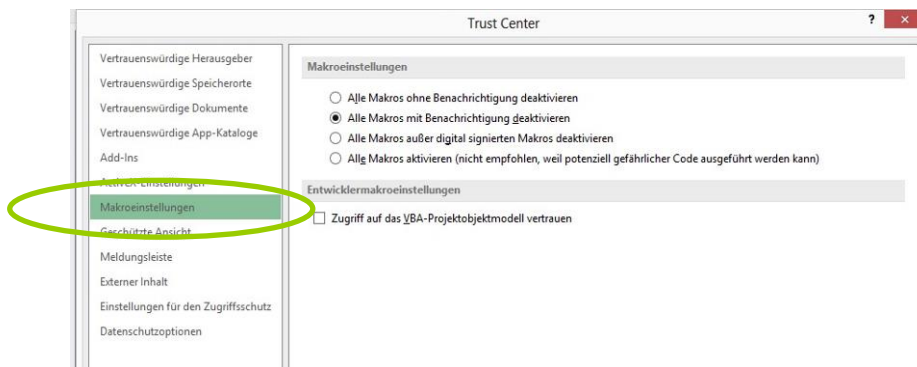 Trust Center
?
Vertrauenswürdige Herausgeber
Vertrauenswürdige Speicherorte
Vertrauenswürdige Dokumente
Vertrauenswürdige App-Kataloge
Add-Ins
ActiveX-Einstellungen
Makroeinstellungen
Geschützte Ansicht
Meldungsleiste
Externer Inhalt
Einstellungen für den Zugriffsschutz
Datenschutzoptionen
Makroeinstellungen
Alle Makros ohne Benachrichtigung deaktivieren
Alle Makros mit Benachrichtigung deaktivieren
Alle Makros außer digital signierten Makros deaktivieren
Alle Makros aktivieren (nicht empfohlen, weil potenziell gefährlicher Code ausgeführt werden kann)
Entwicklermakroeinstellungen
Zugriff auf das VBA-Projektobjektmodell vertrauen